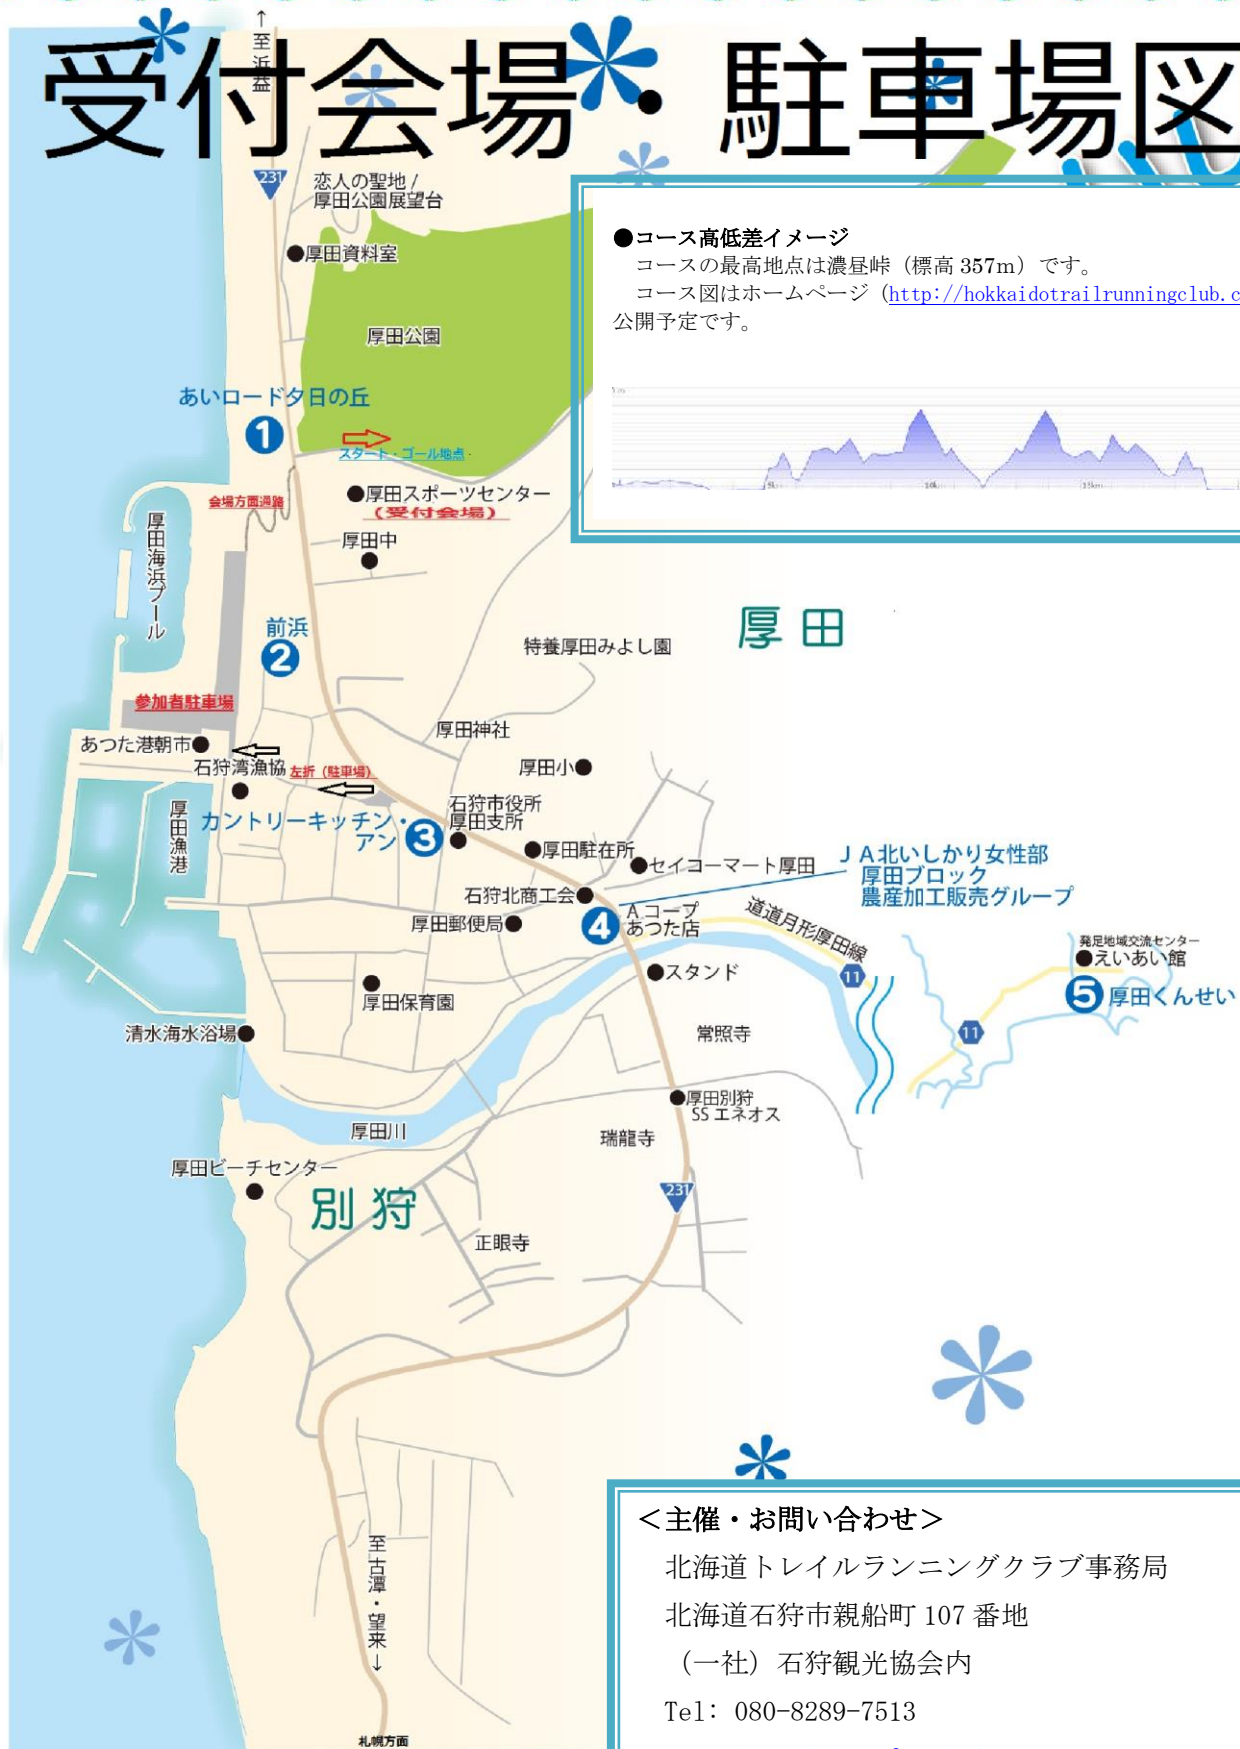 受付会場・駐車場図
↑至浜益
231
恋人の聖地 /
厚田公園展望台
●厚田資料室
厚田公園
あいロード夕日の丘
1
スタート・ゴール地点
会場方面通路
●厚田スポーツセンター
(受付会場)
厚田中
厚田海浜プール
前浜
2
●コース高低差イメージ
コースの最高地点は濃昼峠（標高 357m）です。
コース図はホームページ（http://hokkaidotrailrunningclub.c
公開予定です。
5km
10km
15km
厚田
特養厚田みよし園
参加者駐車場
厚田神社
あつた港朝市●
石狩湾漁協
左折（駐車場）
厚田小●
厚田漁港
カントリーキッチン・
アン
3
石狩市役所
厚田支所
●厚田駐在所
●セイコーマート厚田
ＪＡ北いしかり女性部
厚田ブロック
農産加工販売グループ
石狩北商工会●
厚田郵便局●
4
Aコープ
あつた店
道道月形厚田線
11
●スタンド
発足地域交流センター
●えいあい館
5 厚田くんせい
11
厚田保育園
清水海水浴場●
常照寺
●厚田別狩
SS エネオス
厚田川
瑞龍寺
厚田ビーチセンター
別狩
231
正眼寺
至古潭・望来↓
札幌方面
＜主催・お問い合わせ＞
北海道トレイルランニングクラブ事務局
北海道石狩市親船町 107 番地
（一社）石狩観光協会内
Tel: 080-8289-7513